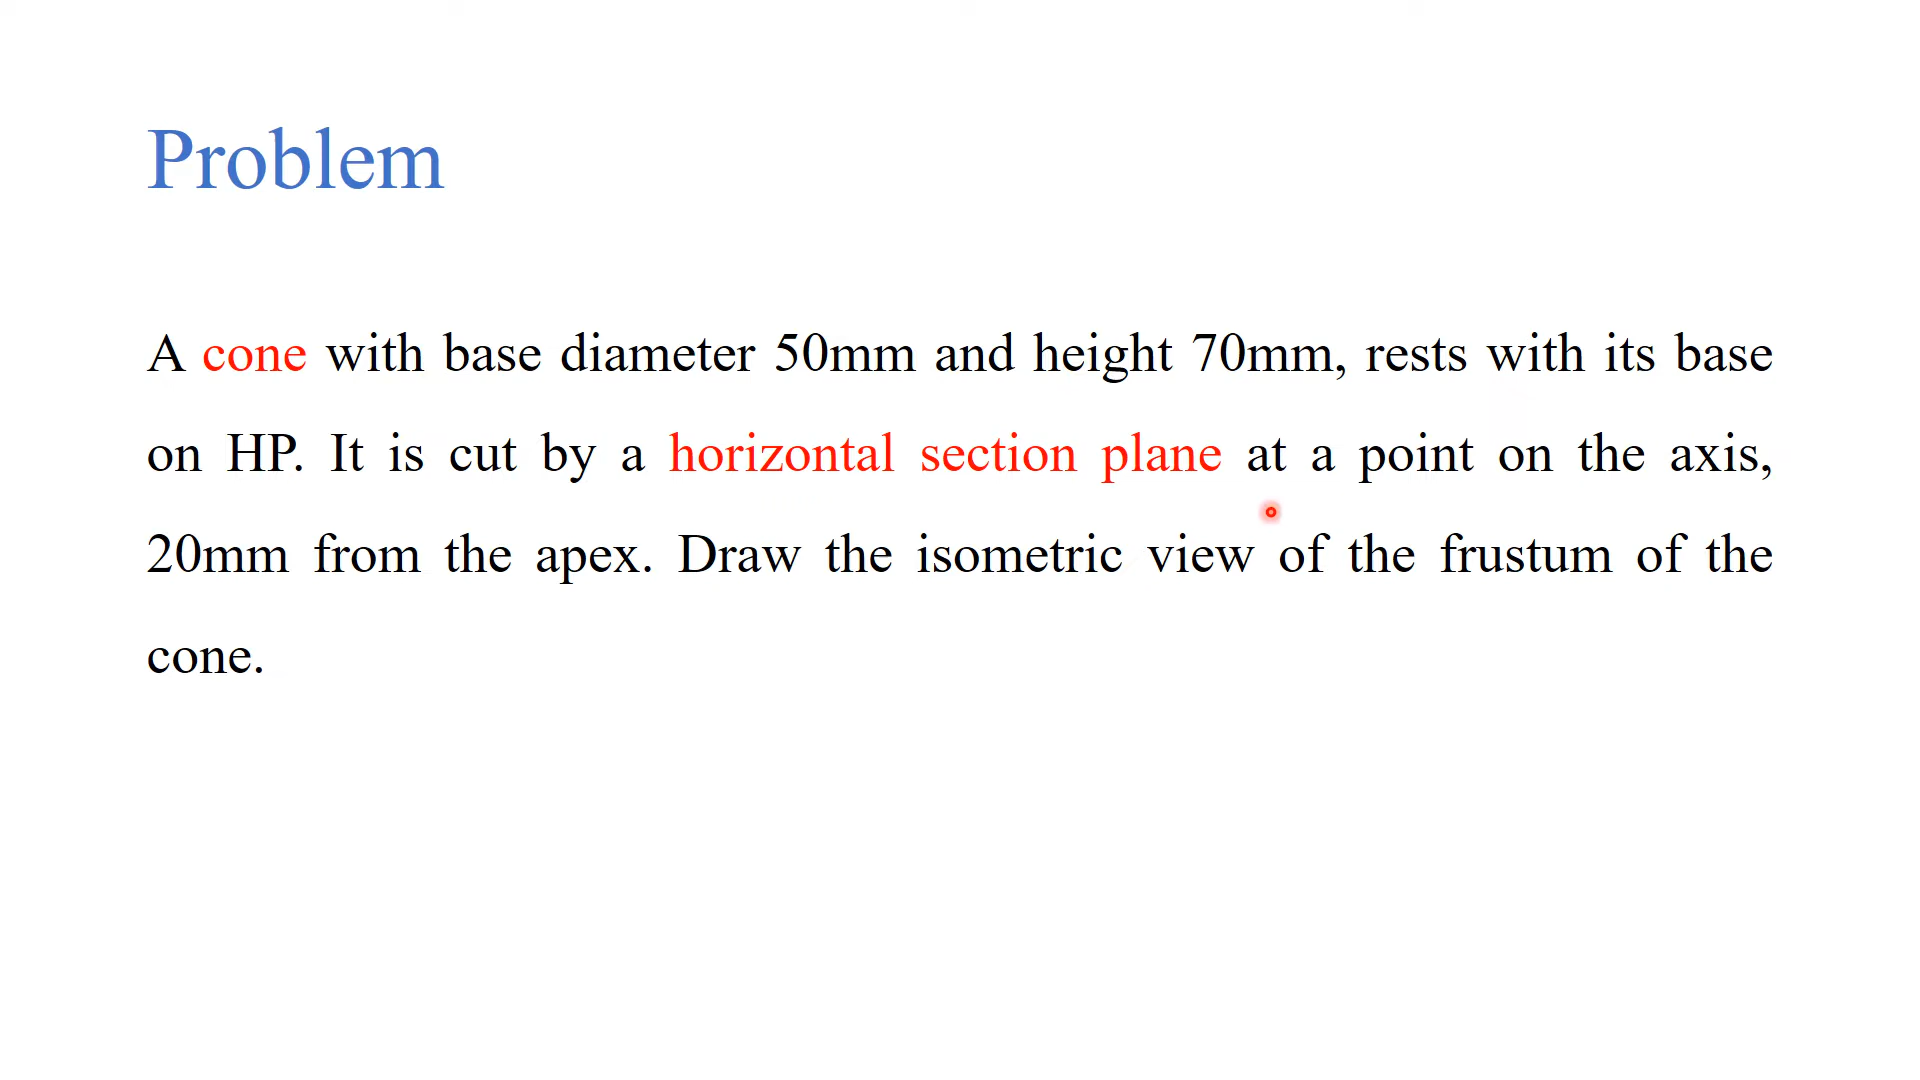 Problem
A cone with base diameter 50mm and height 70mm, rests with its base
on HP. It is cut by a horizontal section plane at a point on the axis,
20mm from the apex. Draw the isometric view of the frustum of the
cone.